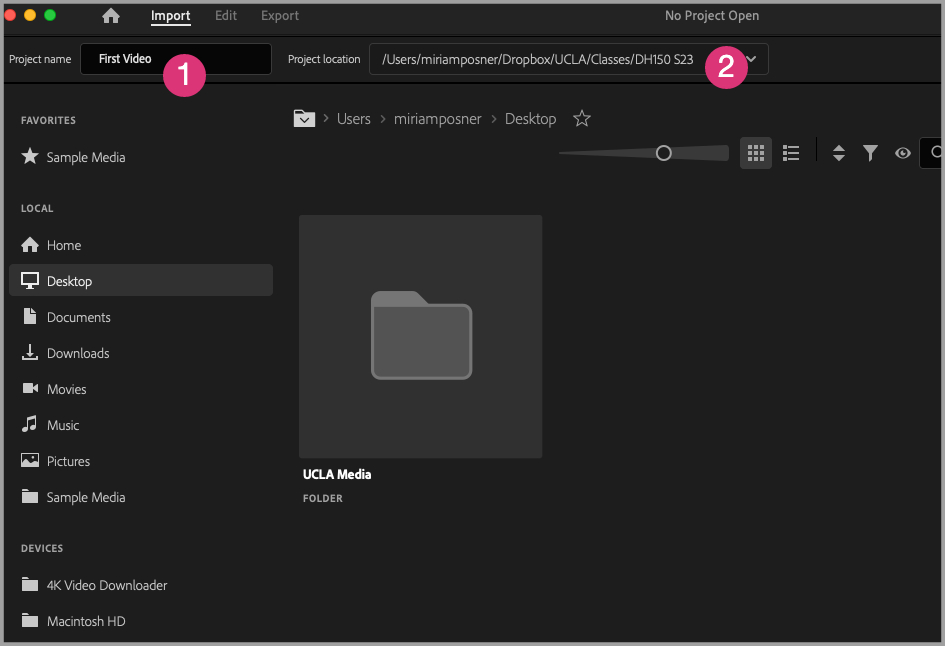 Import Edit Export No Project Open
Project name First Video 1 Project location /Users/miriamposner/Dropbox/UCLA/Classes/DH150 S23 2
FAVORITES
Sample Media
LOCAL
Home
Desktop
Documents
Downloads
Movies
Music
Pictures
Sample Media
DEVICES
4K Video Downloader
Macintosh HD
Users > miriamposner > Desktop
UCLA Media
FOLDER